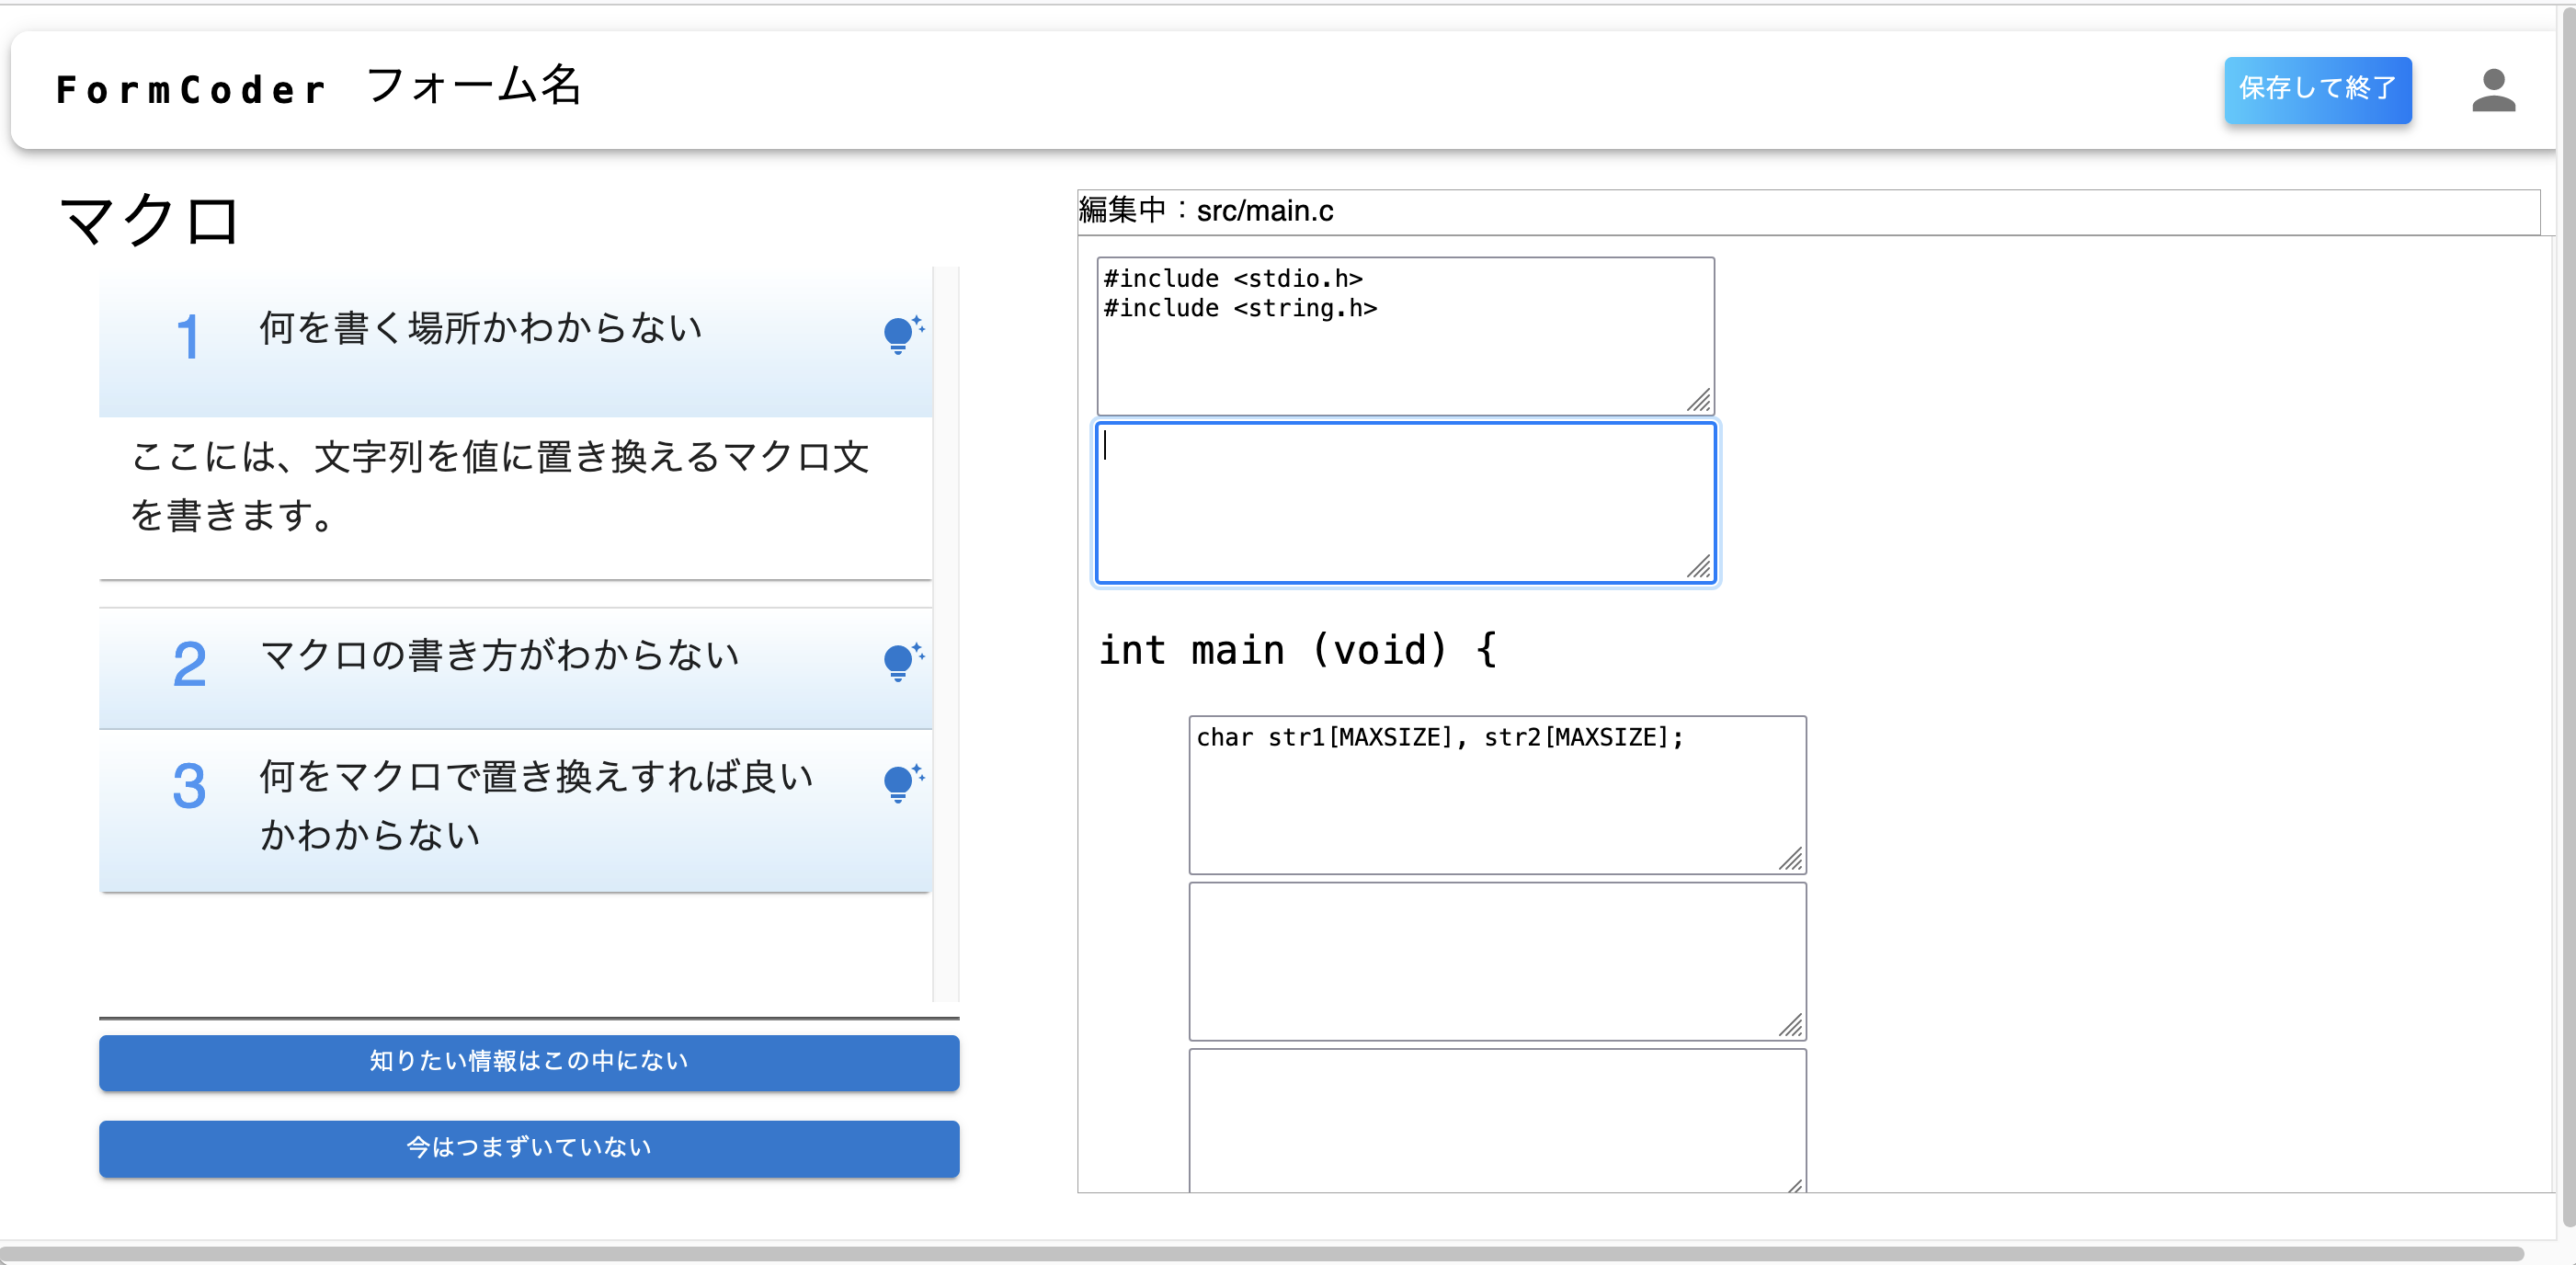 FormCoder フォーム名
保存して終了
マクロ
1 何を書く場所かわからない
ここには、文字列を値に置き換えるマクロ文
を書きます。
2 マクロの書き方がわからない
3 何をマクロで置き換えすれば良い
かわからない
知りたい情報はこの中にない
今はつまずいていない
編集中：src/main.c
#include <stdio.h>
#include <string.h>
int main (void) {
char str1[MAXSIZE], str2[MAXSIZE];